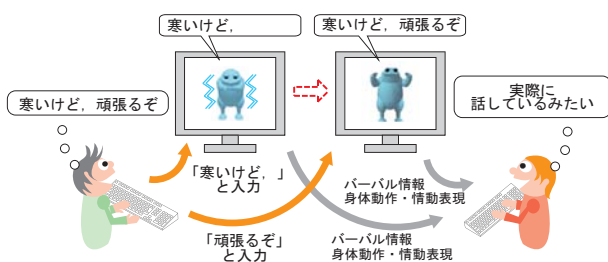 寒いけど，
寒いけど，頑張るぞ
寒いけど，頑張るぞ
実際に
話しているみたい
「寒いけど，」
と入力
「頑張るぞ」
と入力
バーバル情報
身体動作・情動表現
バーバル情報
身体動作・情動表現